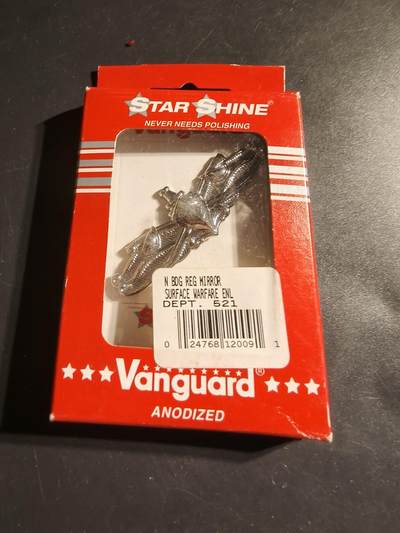 STAR SHINE®
NEVER NEEDS POLISHING
Vanguard
N BDG REG MIRROR
SURFACE WARFARE ENL
DEPT. 521
0 24768 12009 1
Vanguard®
ANODIZED